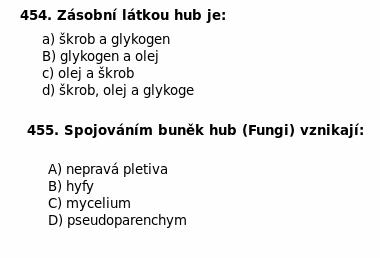 454. Zásobní látkou hub je:
a) škrob a glykogen
B) glykogen a olej
c) olej a škrob
d) škrob, olej a glykoge
455. Spojováním buněk hub (Fungi) vznikají:
A) nepravá pletiva
B) hyfy
C) mycelium
D) pseudoparenchym